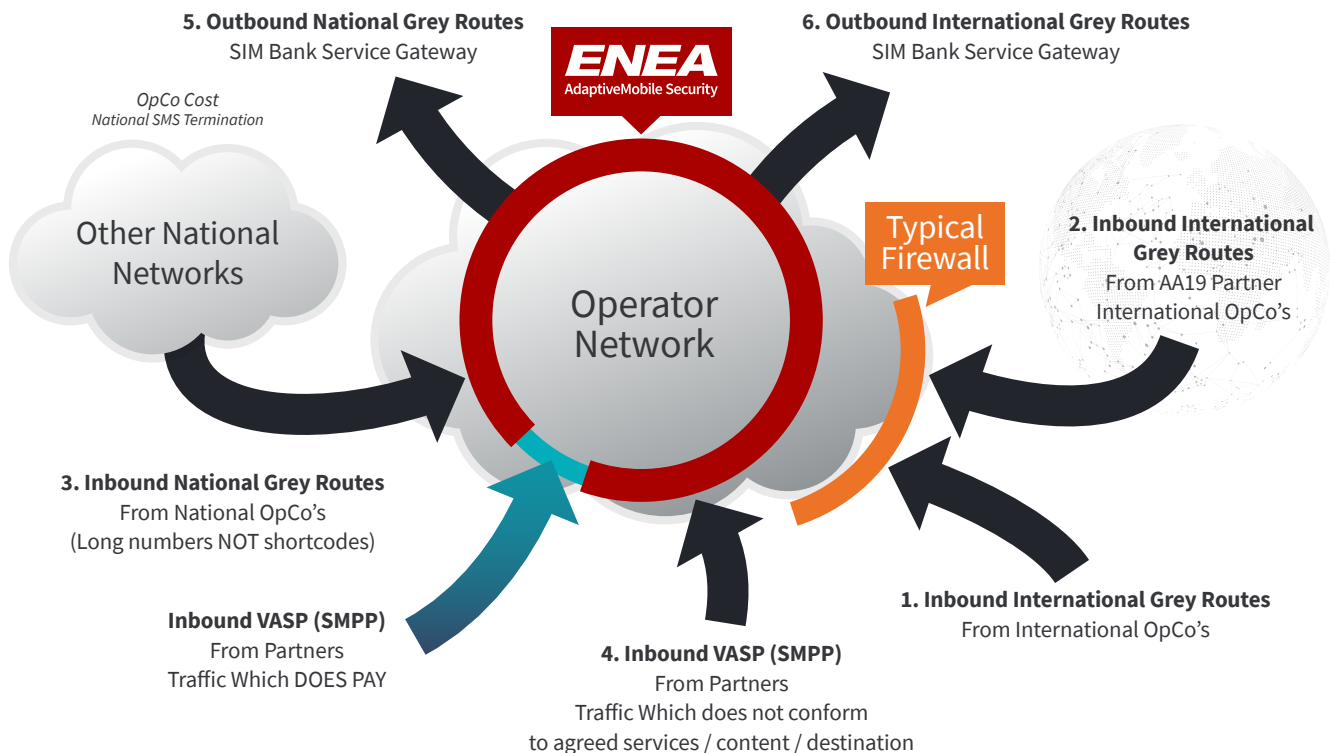 5. Outbound National Grey Routes
SIM Bank Service Gateway
ENEA
AdaptiveMobile Security
6. Outbound International Grey Routes
SIM Bank Service Gateway
OpCo Cost
National SMS Termination
Other National
Networks
Operator
Network
Typical
Firewall
2. Inbound International
Grey Routes
From AA19 Partner
International OpCo’s
3. Inbound National Grey Routes
From National OpCo’s
(Long numbers NOT shortcodes)
Inbound VASP (SMPP)
From Partners
Traffic Which DOES PAY
4. Inbound VASP (SMPP)
From Partners
Traffic Which does not conform
to agreed services / content / destination
1. Inbound International Grey Routes
From International OpCo’s